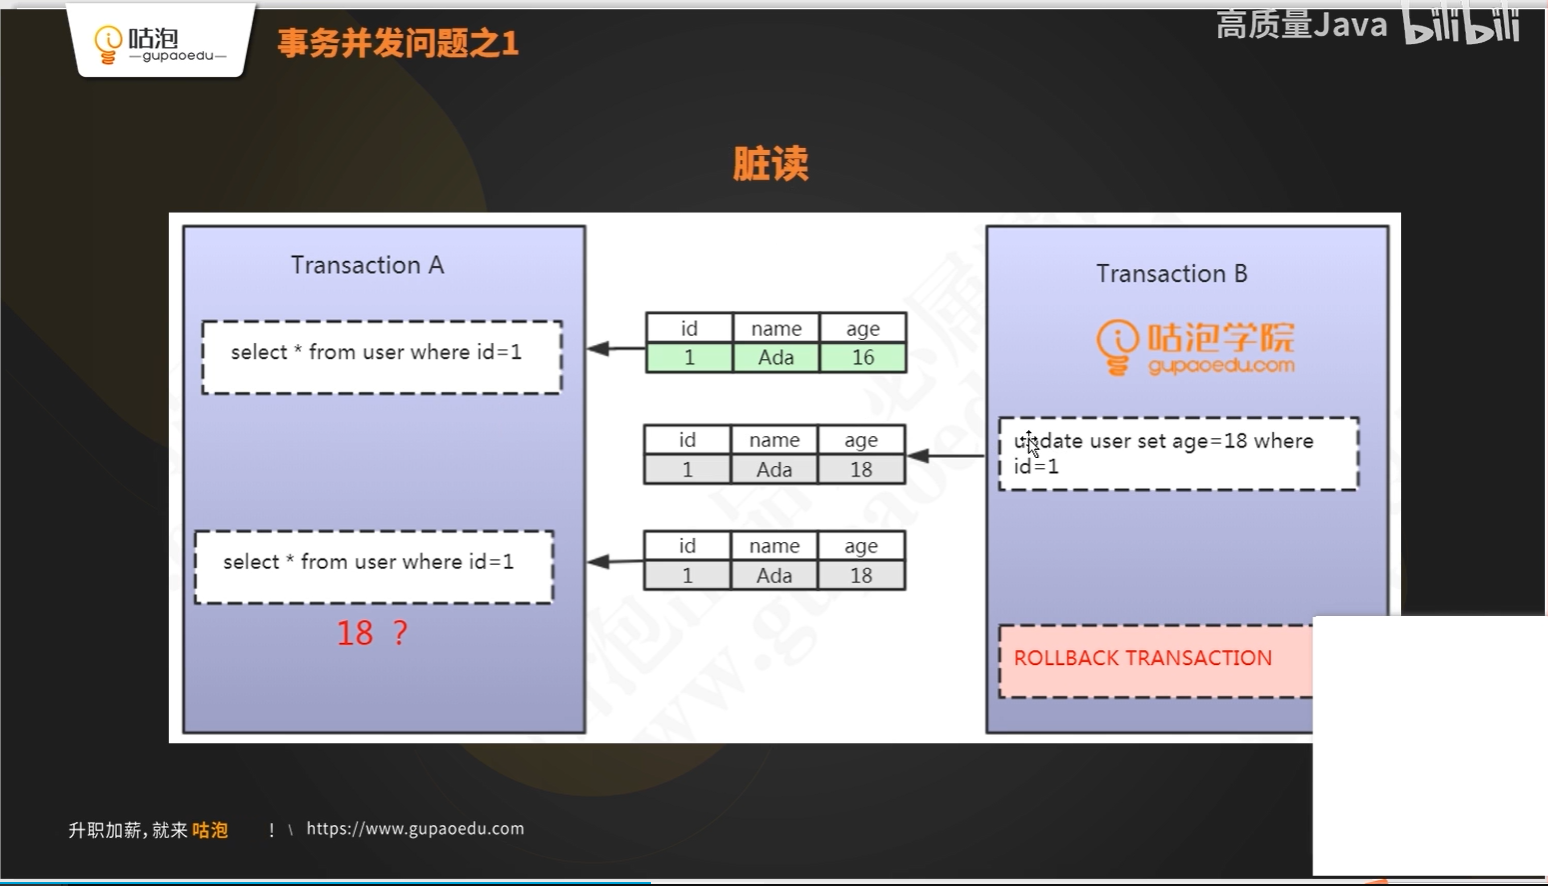 咕泡
gupaoedu
事务并发问题之1
高质量Java bilibili
脏读
Transaction A
select * from user where id=1
select * from user where id=1
18 ?
id name age
1 Ada 16
id name age
1 Ada 18
id name age
1 Ada 18
Transaction B
咕泡学院
gupaoedu.com
update user set age=18 where
id=1
ROLLBACK TRANSACTION
升职加薪，就来 咕泡 ！ \ https://www.gupaoedu.com